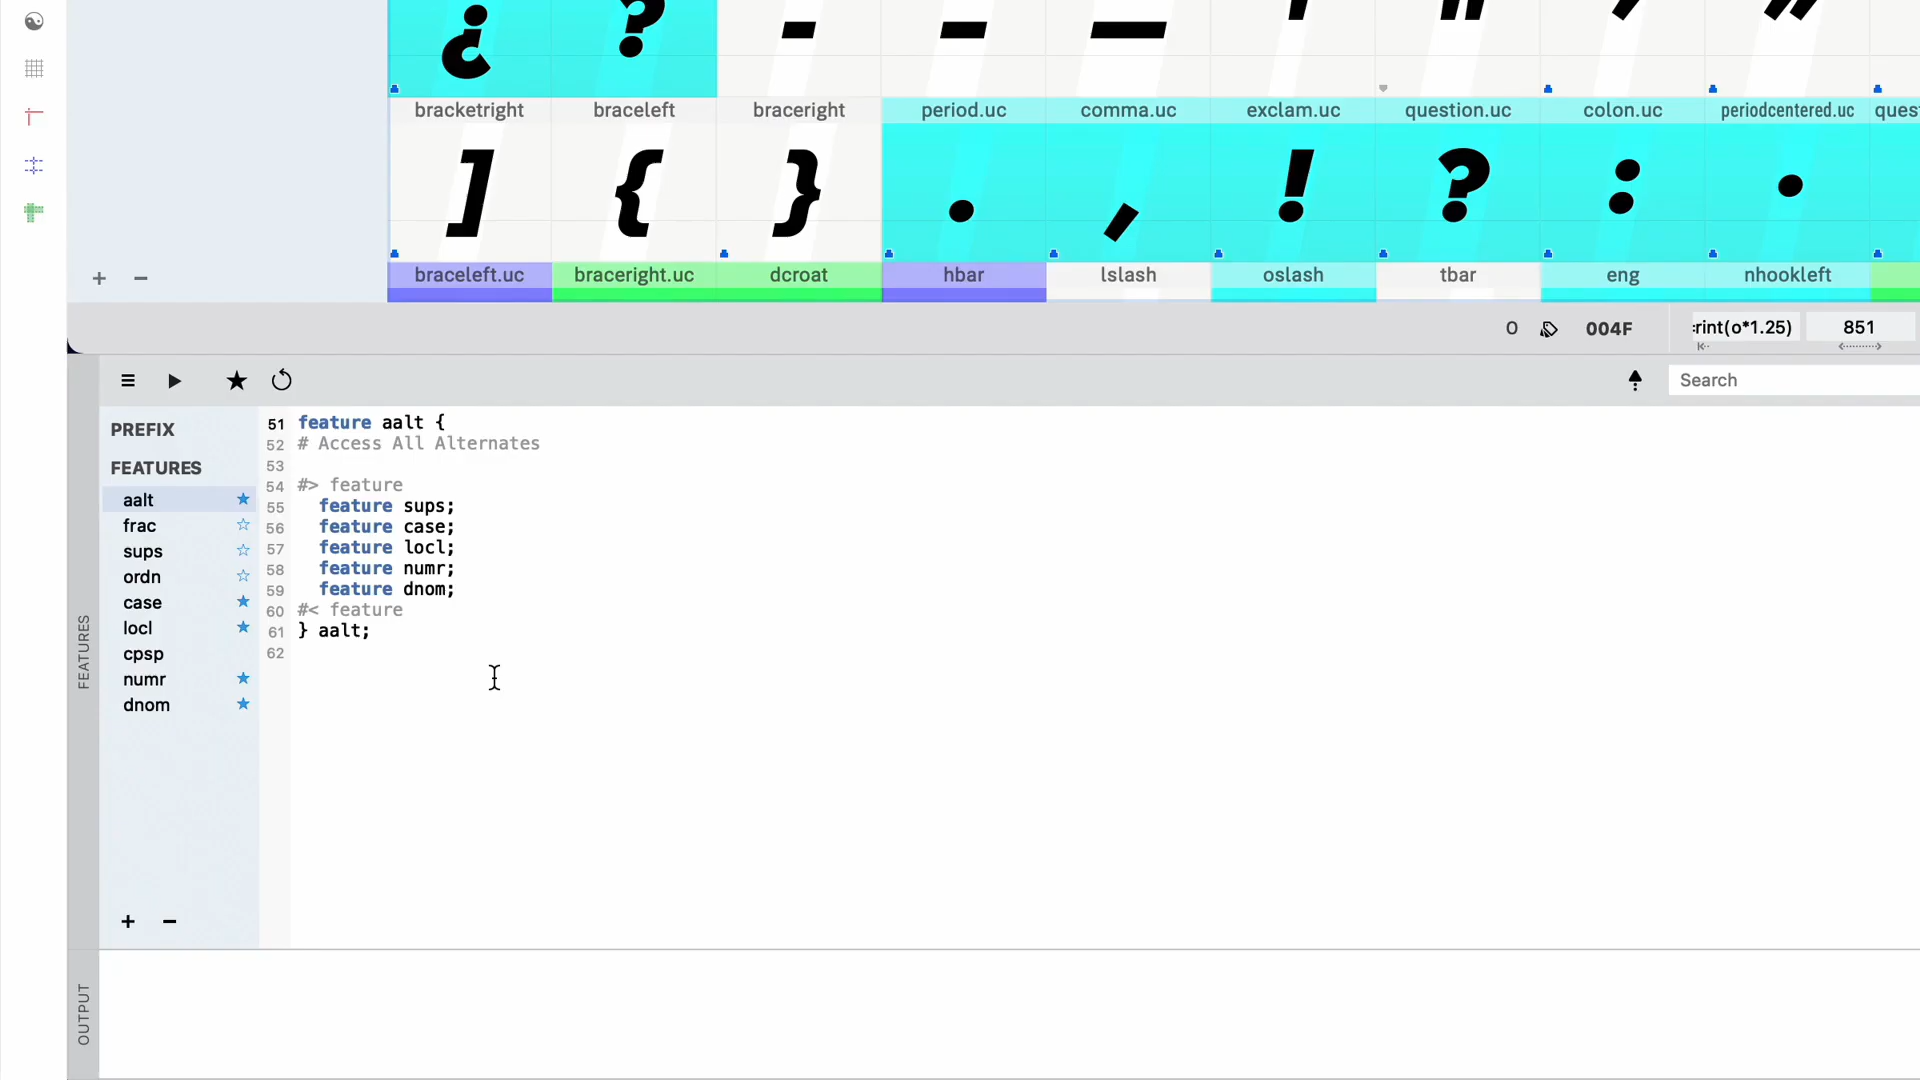 bracketright braceleft braceright period.uc comma.uc exclam.uc question.uc colon.uc periodcentered.uc
] { } . , ! ? : ·
braceleft.uc braceright.uc dcroat hbar lslash oslash tbar eng nhookleft
+ −
O 004F rint(o*1.25) 851
Search
PREFIX
FEATURES
aalt
frac
sups
ordn
case
locl
cpsp
numr
dnom
+ −
51 feature aalt {
52 # Access All Alternates
53
54 #> feature
55 feature sups;
56 feature case;
57 feature locl;
58 feature numr;
59 feature dnom;
60 #< feature
61 } aalt;
62
FEATURES
OUTPUT